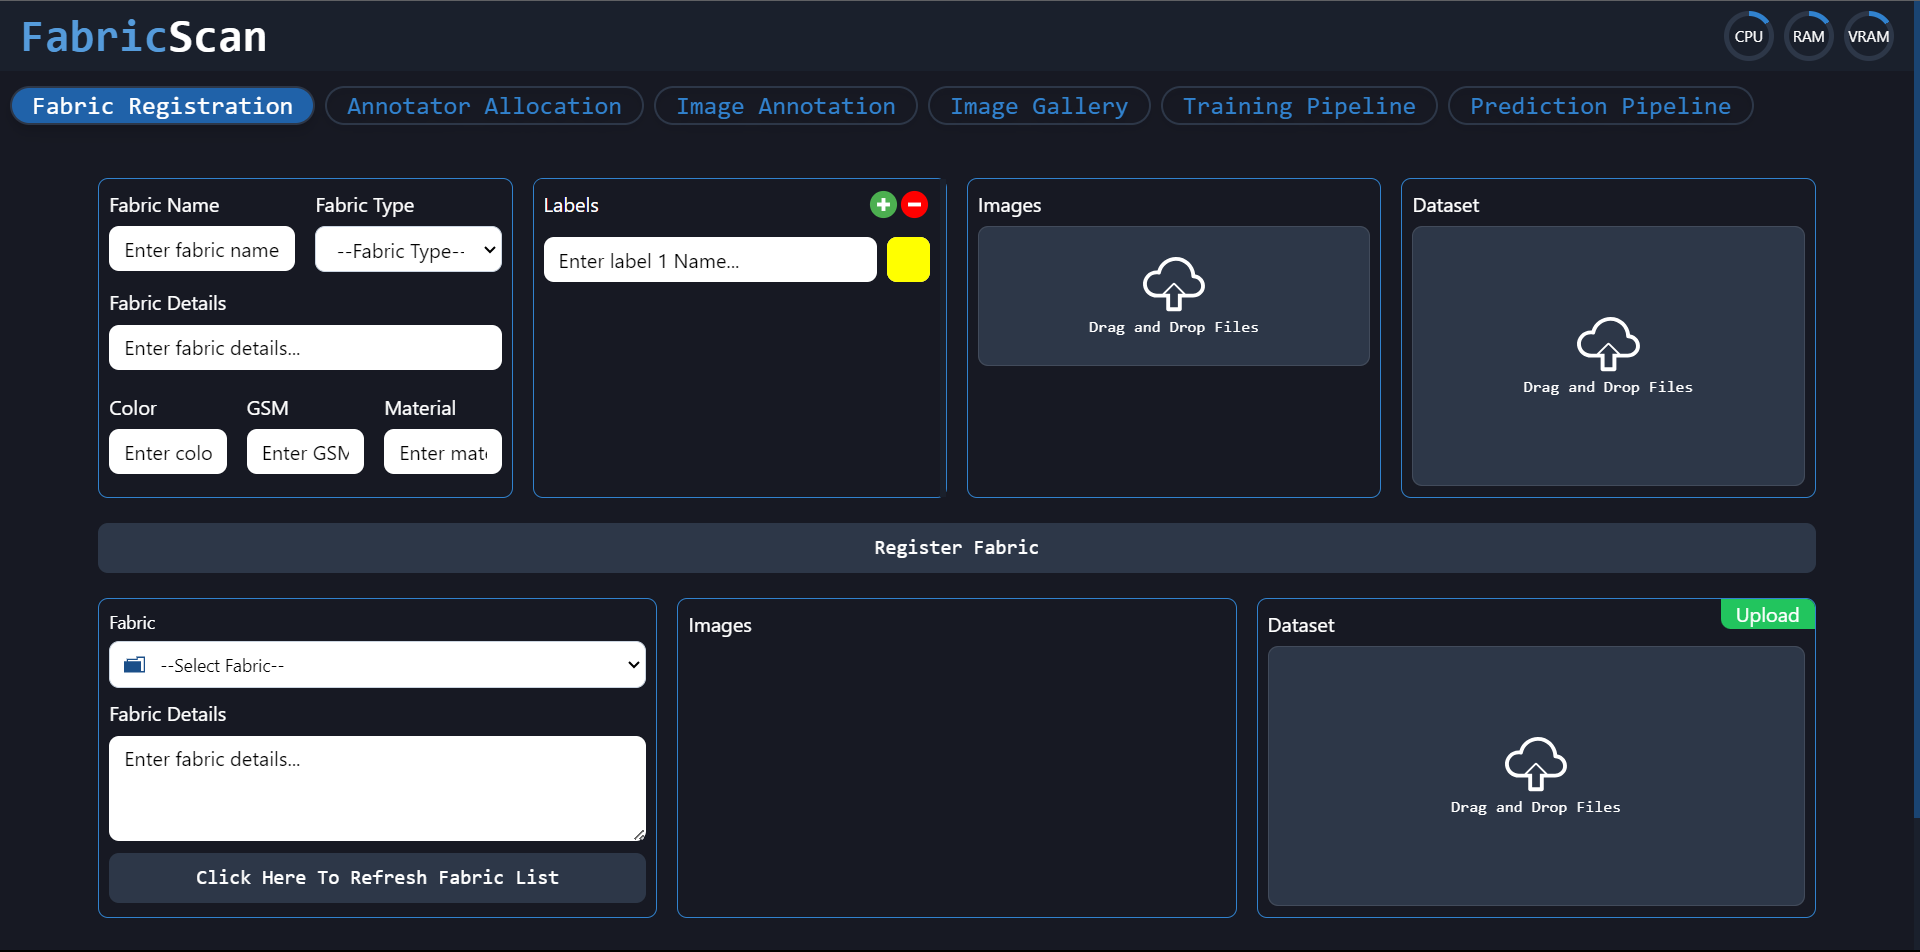 FabricScan
CPU RAM VRAM
Fabric Registration Annotator Allocation Image Annotation Image Gallery Training Pipeline Prediction Pipeline
Fabric Name Fabric Type
Enter fabric name --Fabric Type--
Fabric Details
Enter fabric details...
Color GSM Material
Enter colo Enter GSM Enter mat
Labels
Enter label 1 Name...
Images
Drag and Drop Files
Dataset
Drag and Drop Files
Register Fabric
Fabric
--Select Fabric--
Fabric Details
Enter fabric details...
Click Here To Refresh Fabric List
Images
Dataset
Upload
Drag and Drop Files